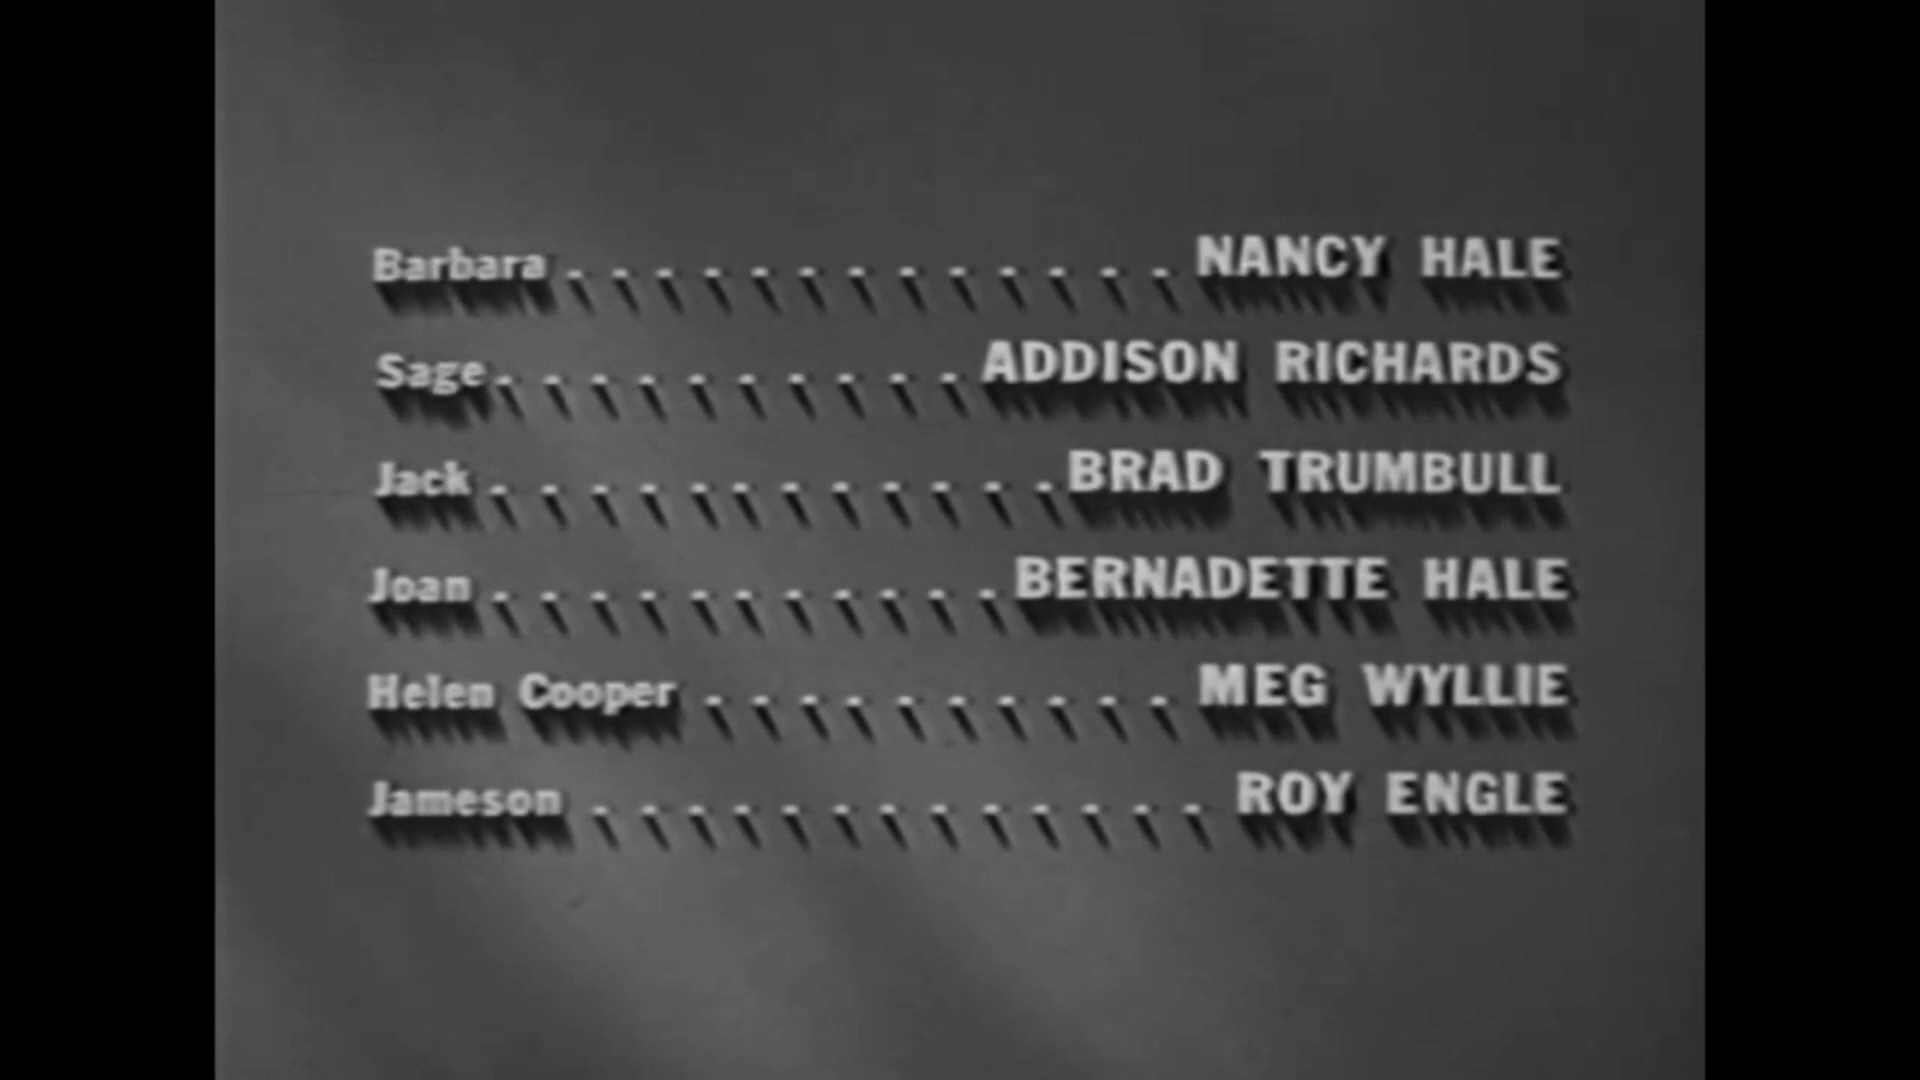 Barbara . . . . . . . . . . . . . NANCY HALE
Sage . . . . . . . . . . ADDISON RICHARDS
Jack . . . . . . . . . . . . BRAD TRUMBULL
Joan . . . . . . . . . . . BERNADETTE HALE
Helen Cooper . . . . . . . . . . MEG WYLLIE
Jameson . . . . . . . . . . . . . ROY ENGLE